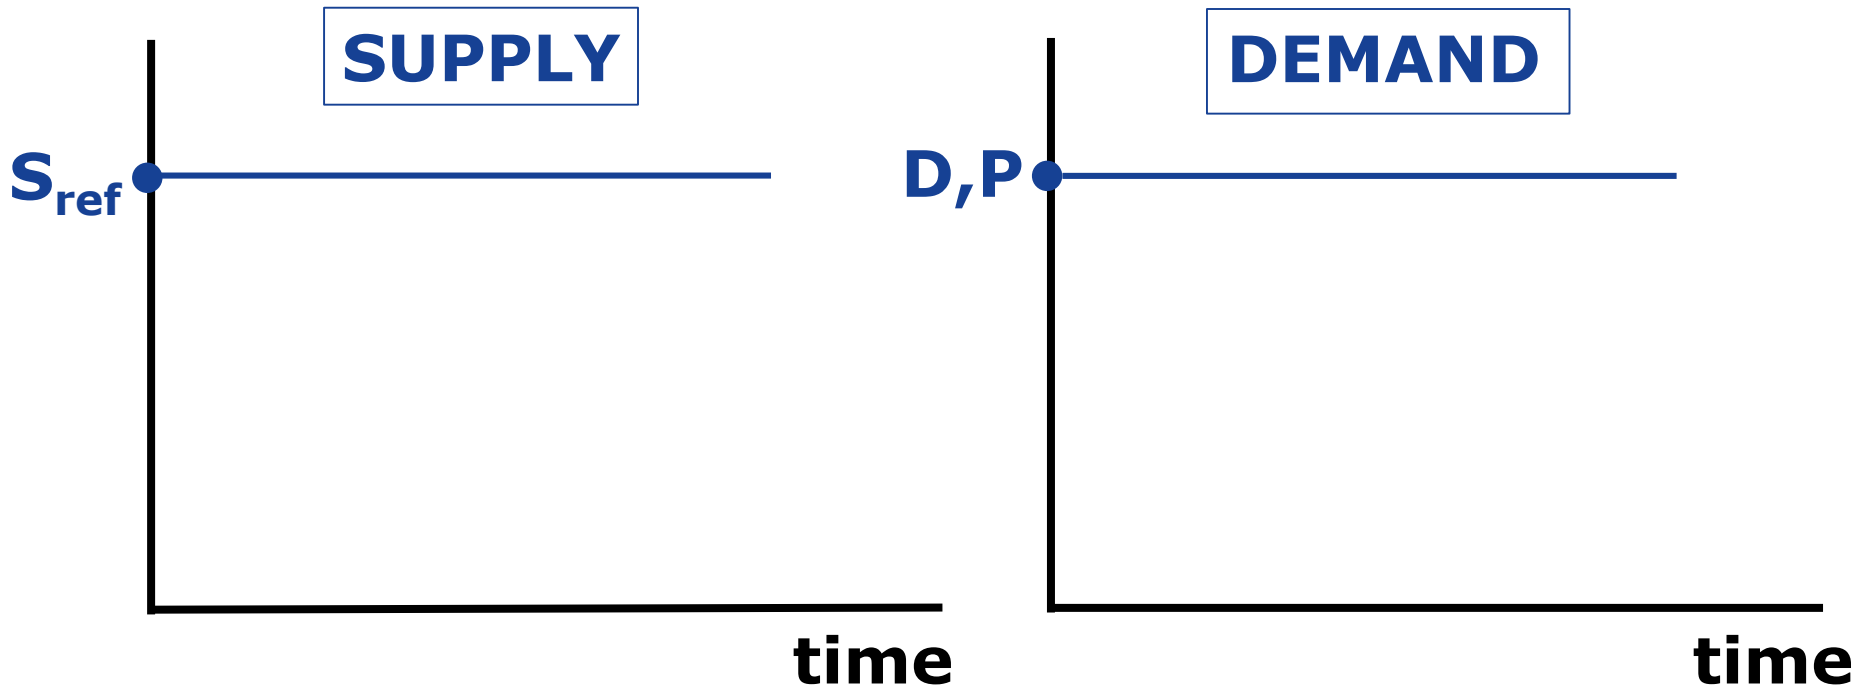 SUPPLY
DEMAND
Sref
D,P
time
time